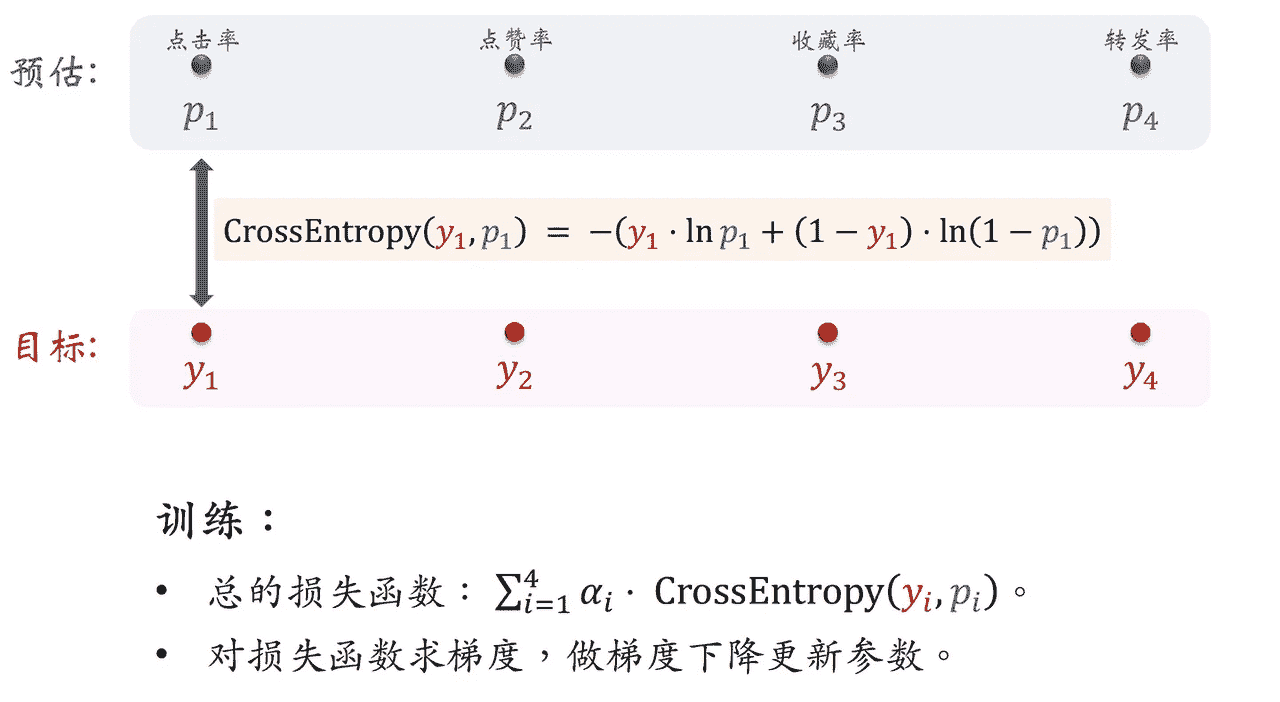 点击率 点赞率 收藏率 转发率
预估:
p₁ p₂ p₃ p₄
CrossEntropy(y₁, p₁) = −(y₁ · ln p₁ + (1 − y₁) · ln(1 − p₁))
目标:
y₁ y₂ y₃ y₄
训练：
• 总的损失函数：∑⁴ᵢ₌₁ αᵢ · CrossEntropy(yᵢ, pᵢ)。
• 对损失函数求梯度，做梯度下降更新参数。